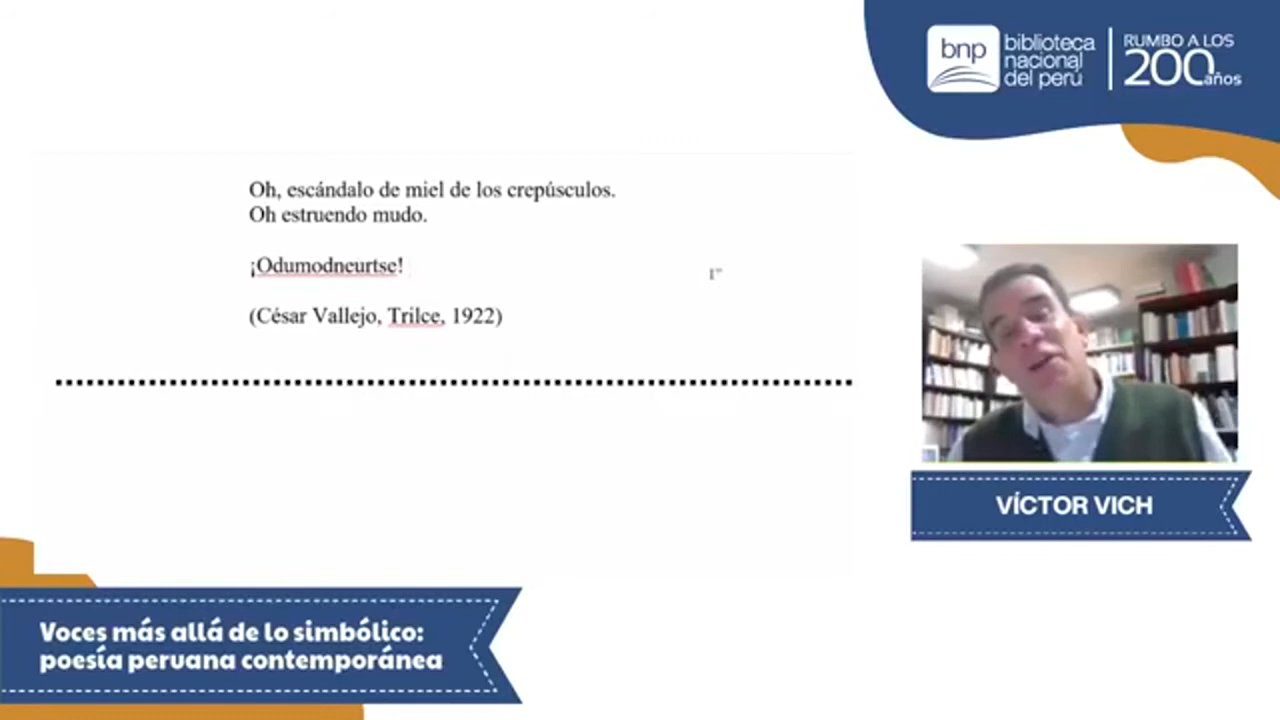 bnp
biblioteca
nacional
del perú
RUMBO A LOS
200
años
Oh, escándalo de miel de los crepúsculos.
Oh estruendo mudo.
¡Odumodneurtse!
(César Vallejo, Trilce, 1922)
VÍCTOR VICH
Voces más allá de lo simbólico:
poesía peruana contemporánea